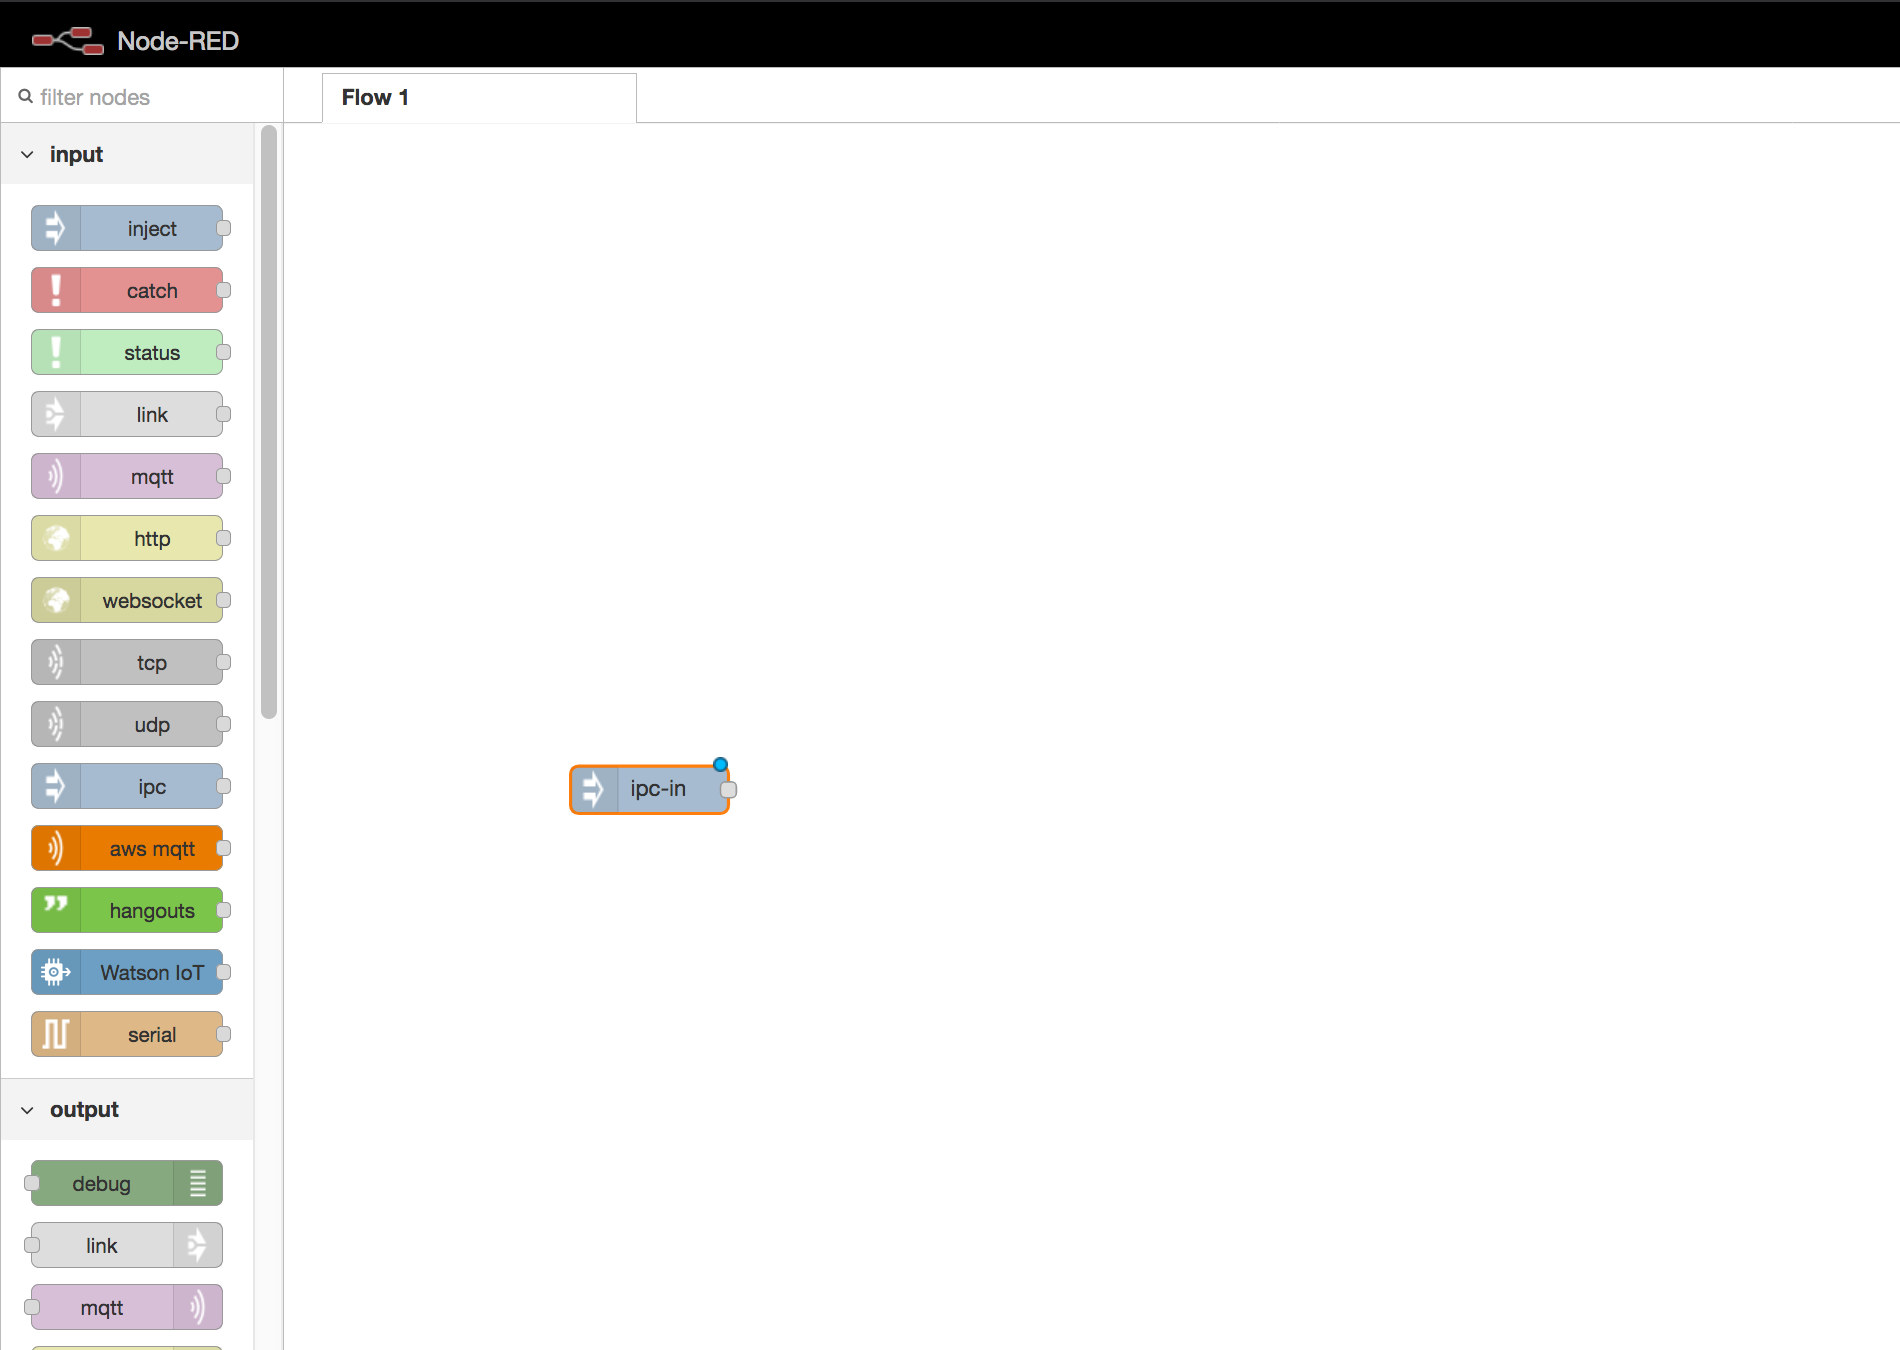 Node-RED
filter nodes
Flow 1
input
inject
catch
status
link
mqtt
http
websocket
tcp
udp
ipc
aws mqtt
hangouts
Watson IoT
serial
output
debug
link
mqtt
ipc-in